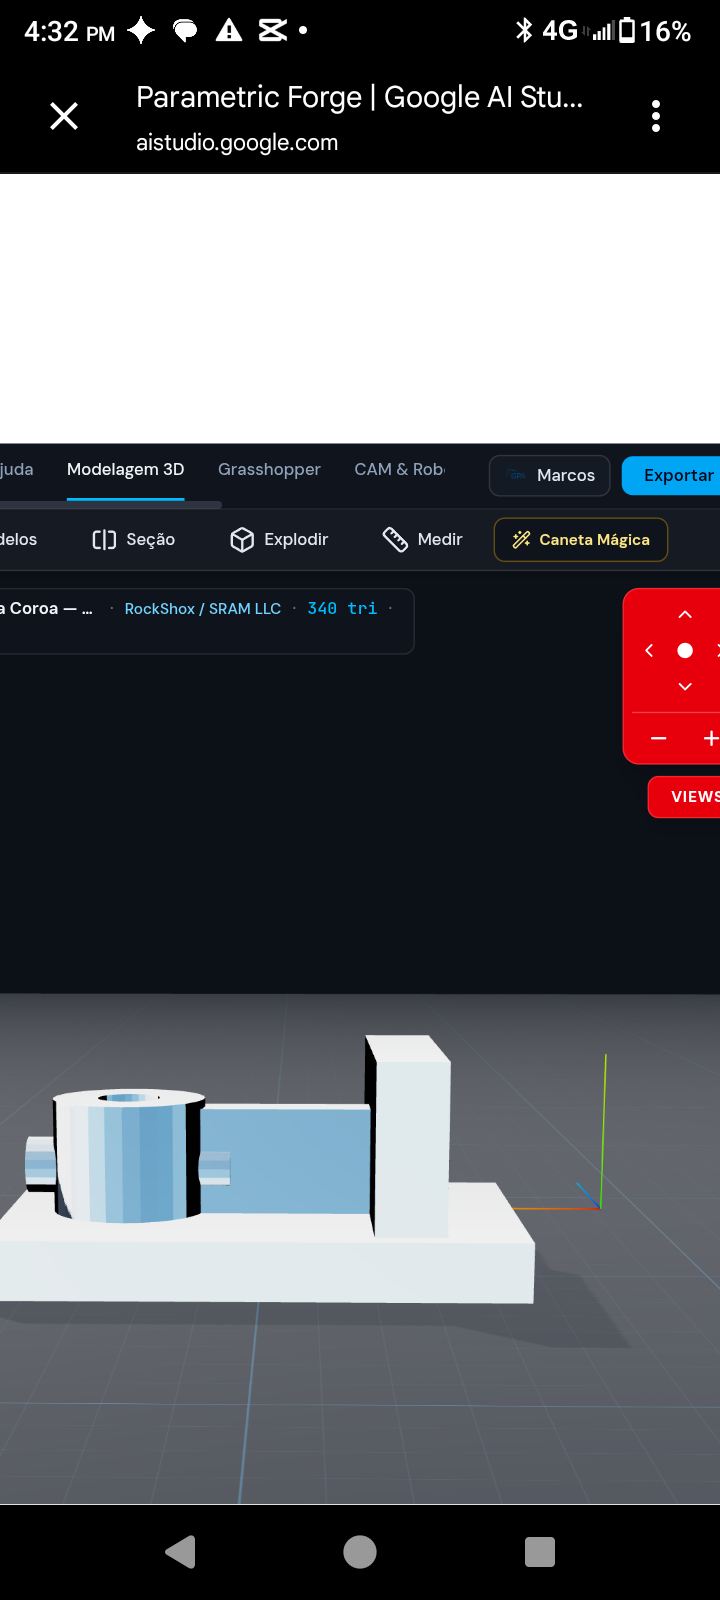 4:32 PM 4G 16%
Parametric Forge | Google AI Stu...
aistudio.google.com
juda Modelagem 3D Grasshopper CAM & Rob Marcos Exportar
delos Seção Explodir Medir Caneta Mágica
a Coroa — ... · RockShox / SRAM LLC · 340 tri ·
VIEWS